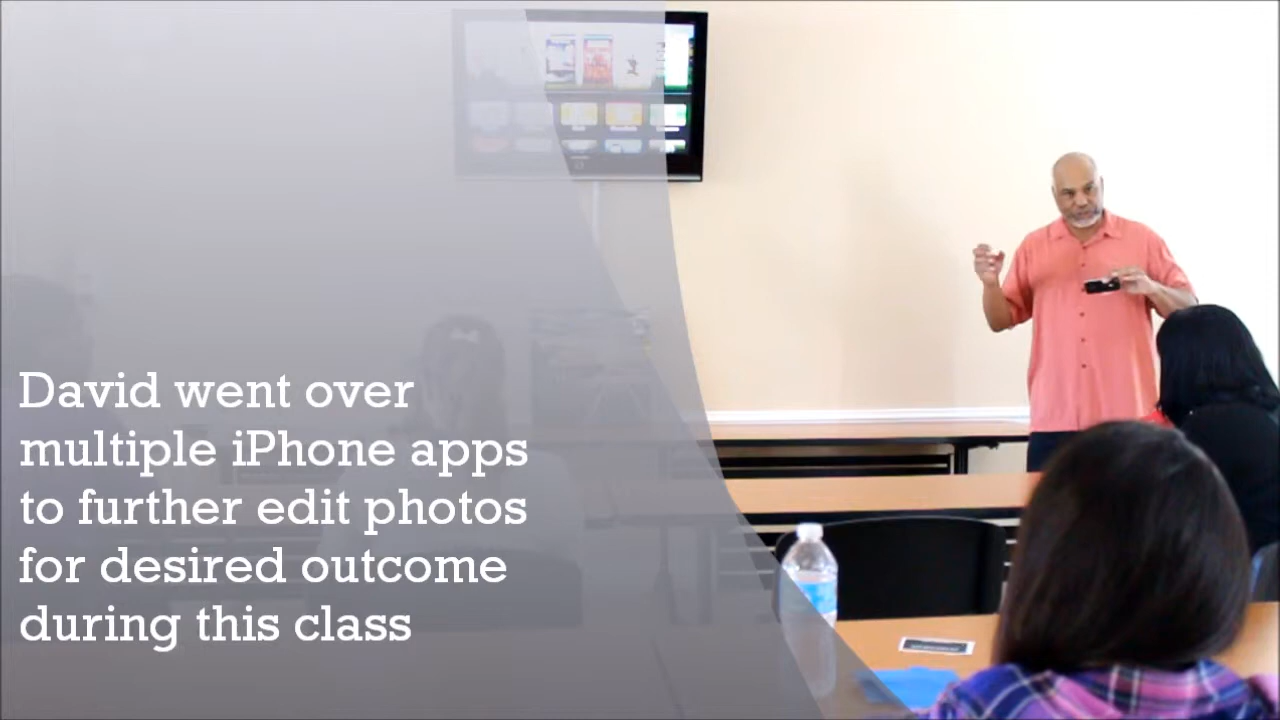 David went over
multiple iPhone apps
to further edit photos
for desired outcome
during this class